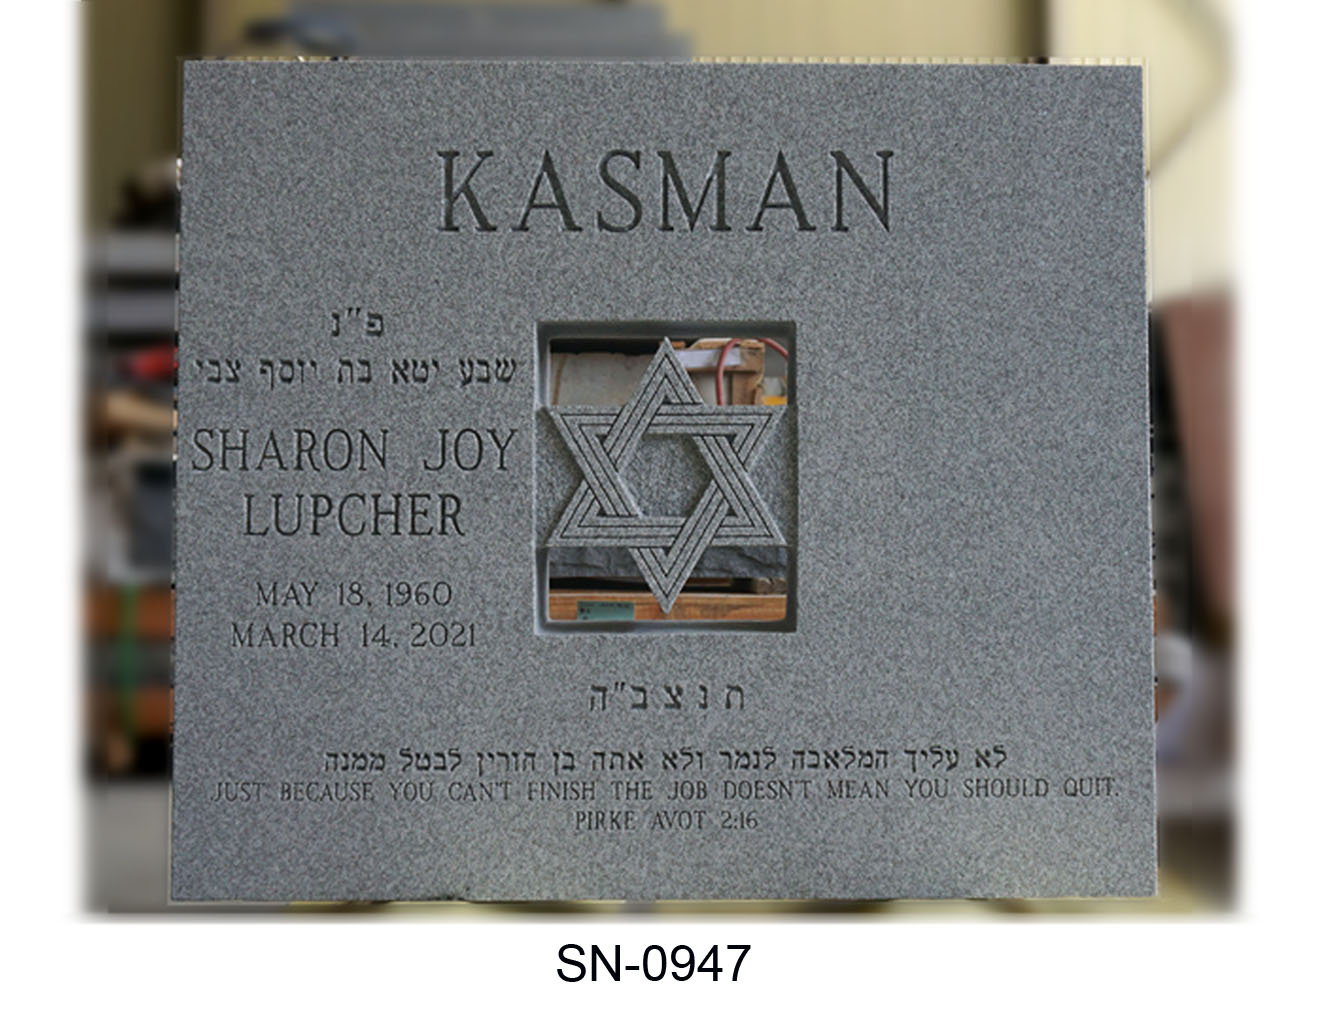 KASMAN
פ"נ
שבע יטא בת יוסף צבי
SHARON JOY
LUPCHER
MAY 18, 1960
MARCH 14, 2021
ת נ צ ב"ה
לא עליך המלאכה לגמר ולא אתה בן חורין לבטל ממנה
JUST BECAUSE YOU CAN'T FINISH THE JOB DOESN'T MEAN YOU SHOULD QUIT.
PIRKE AVOT 2:16
SN-0947